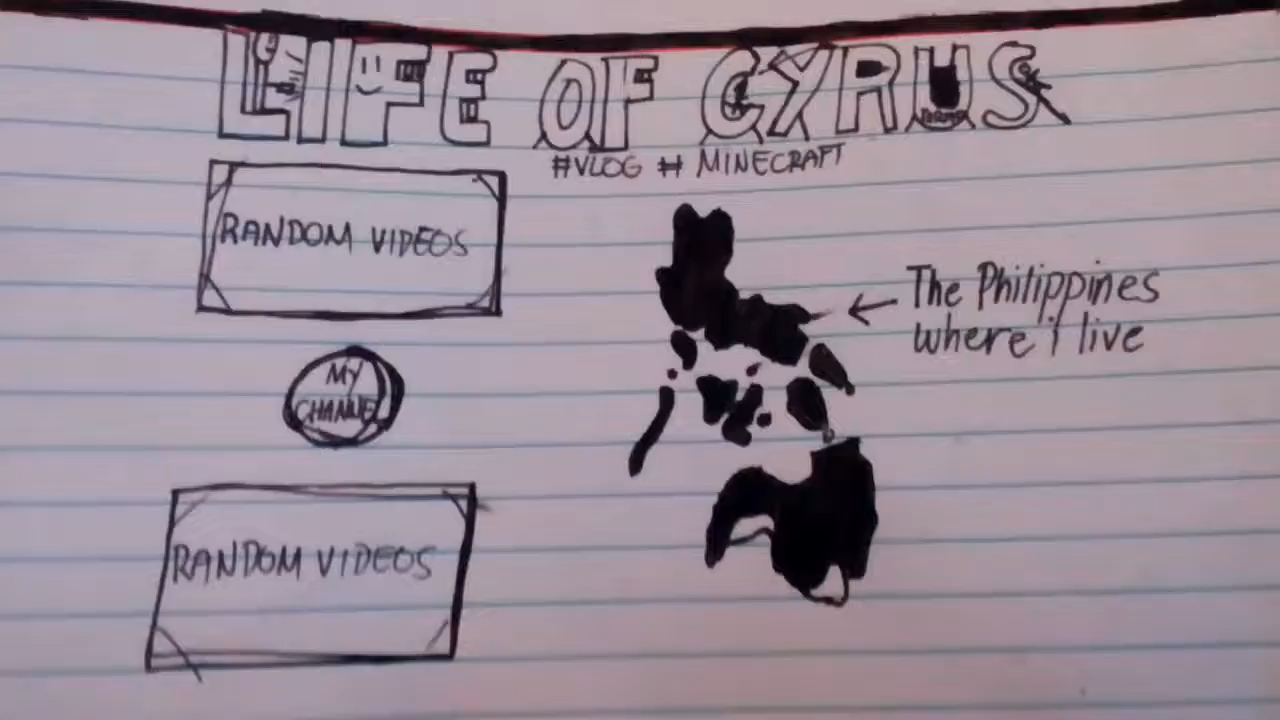 LIFE OF CYRUS
#VLOG # MINECRAFT
RANDOM VIDEOS
The Philippines
where i live
MY
CHANNEL
RANDOM VIDEOS